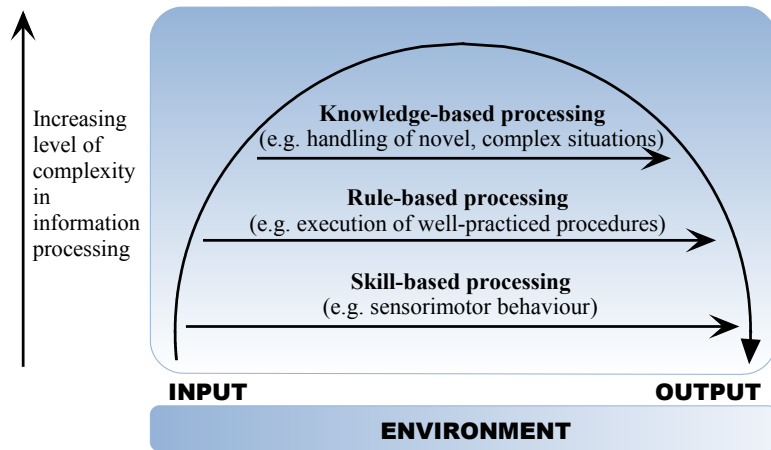 Increasing
level of
complexity
in
information
processing
Knowledge-based processing
(e.g. handling of novel, complex situations)
Rule-based processing
(e.g. execution of well-practiced procedures)
Skill-based processing
(e.g. sensorimotor behaviour)
INPUT
OUTPUT
ENVIRONMENT